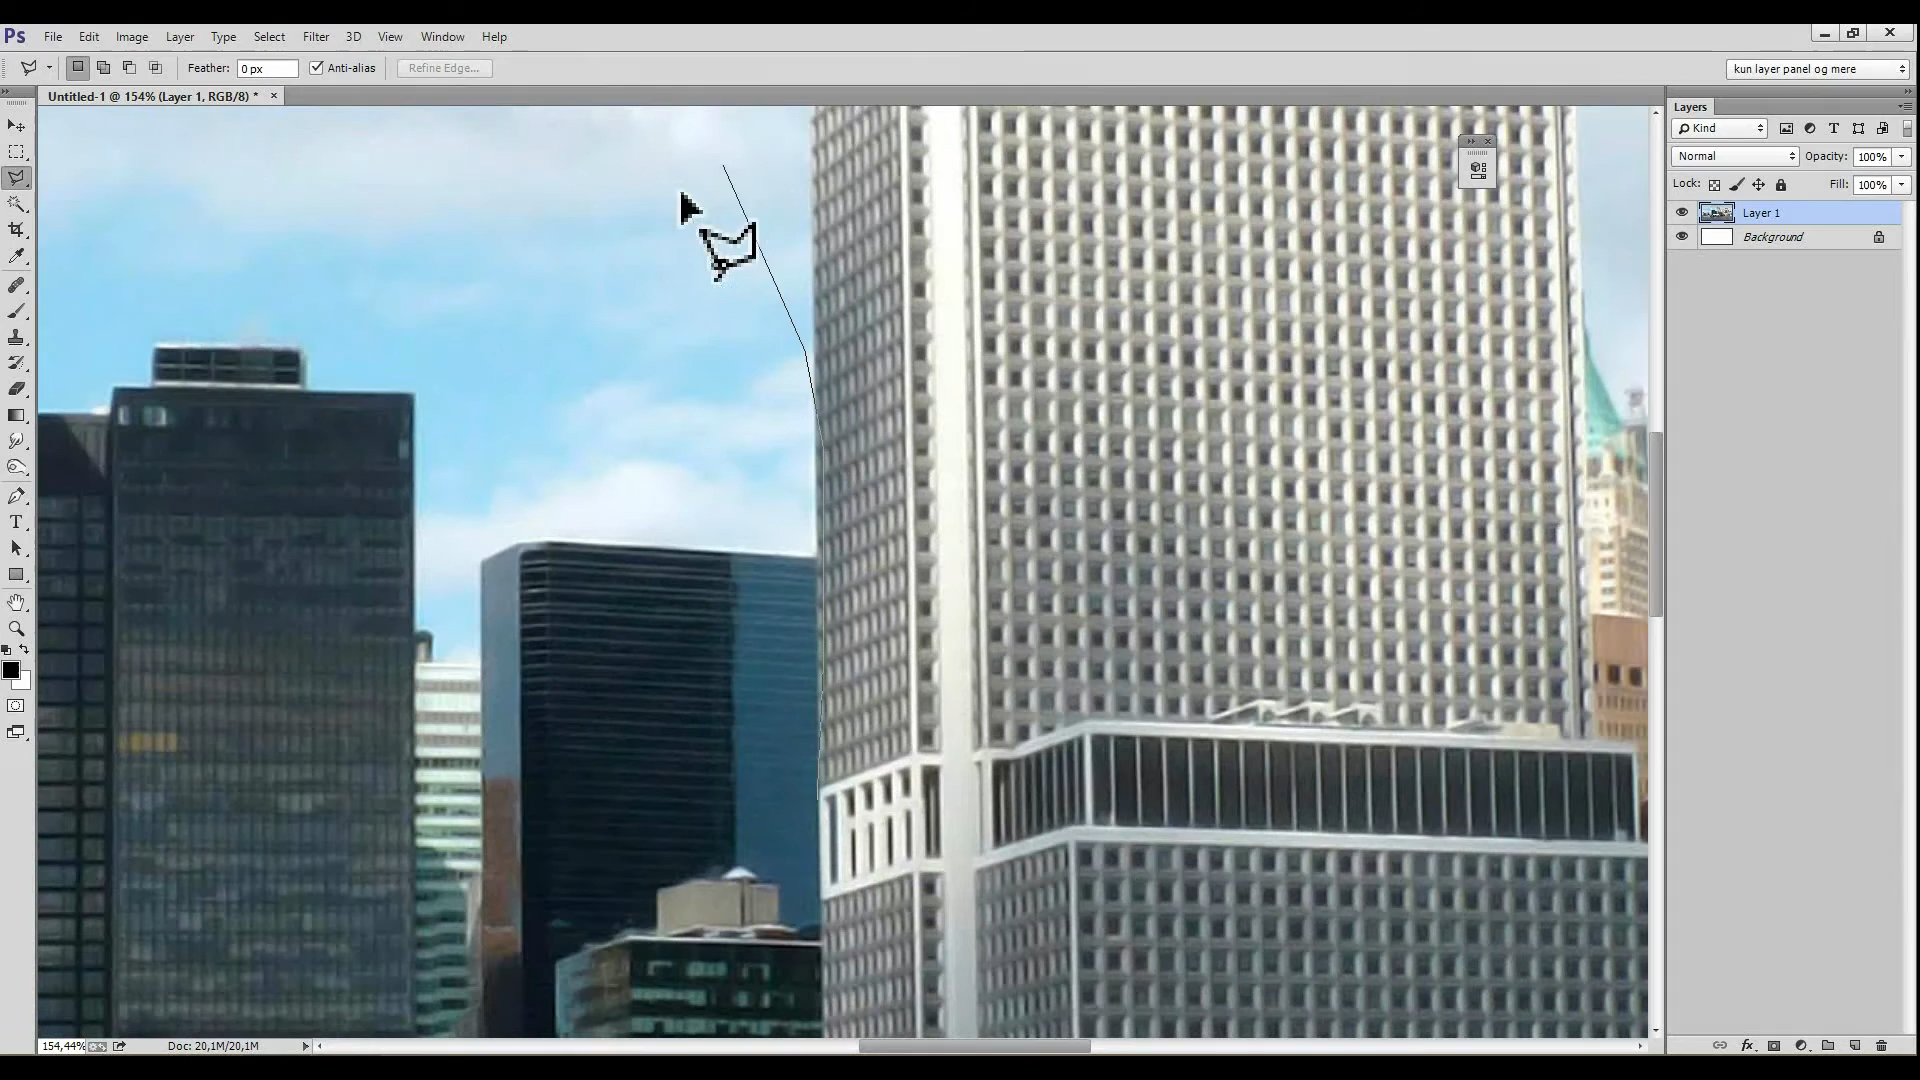 Ps File Edit Image Layer Type Select Filter 3D View Window Help
Feather: 0 px Anti-alias Refine Edge... kun layer panel og mere
Untitled-1 @ 154% (Layer 1, RGB/8) * ×
Layers
Kind T
Normal Opacity: 100%
Lock: Fill: 100%
Layer 1
Background
T
154,44% Doc: 20,1M/20,1M
fx